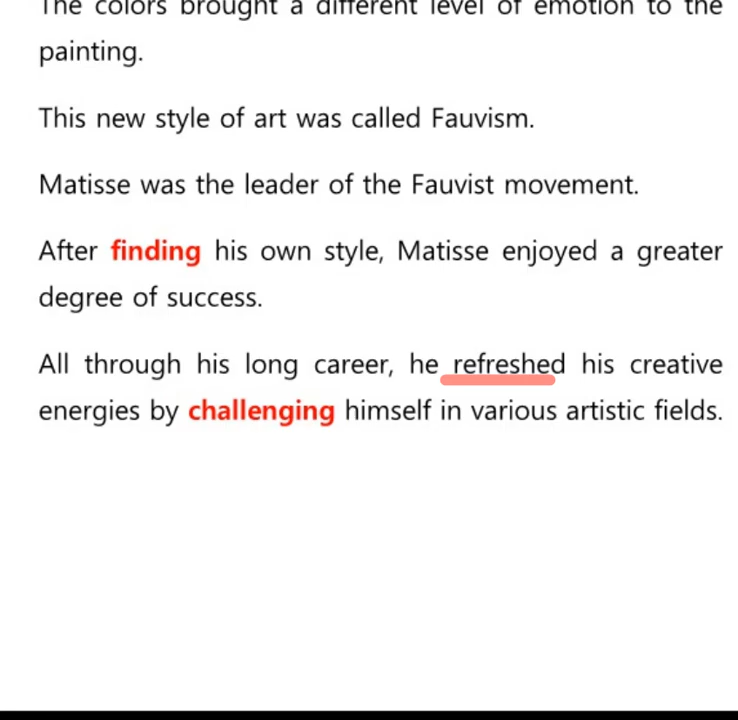 The colors brought a different level of emotion to the
painting.
This new style of art was called Fauvism.
Matisse was the leader of the Fauvist movement.
After finding his own style, Matisse enjoyed a greater
degree of success.
All through his long career, he refreshed his creative
energies by challenging himself in various artistic fields.